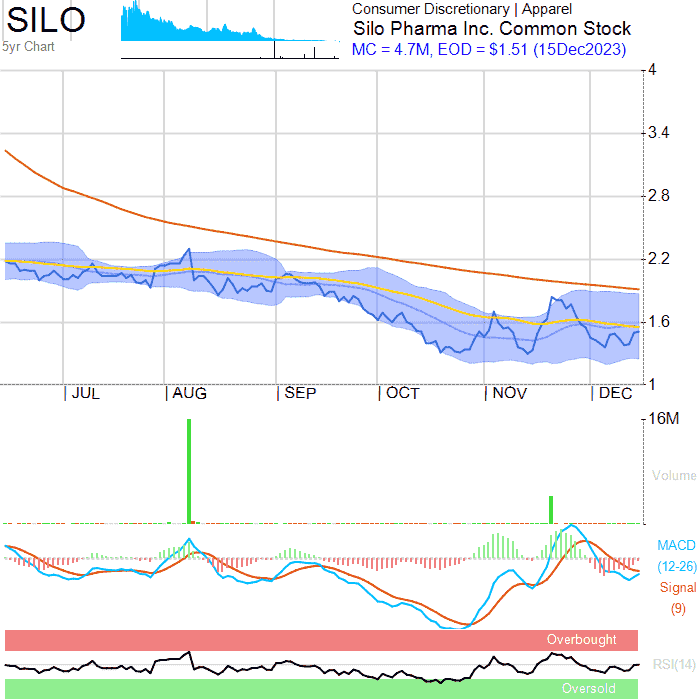 SILO
5yr Chart
Consumer Discretionary | Apparel
Silo Pharma Inc. Common Stock
MC = 4.7M, EOD = $1.51 (15Dec2023)
4
3.4
2.8
2.2
1.6
1
JUL AUG SEP OCT NOV DEC
16M
Volume
MACD
(12-26)
Signal
(9)
Overbought
RSI(14)
Oversold